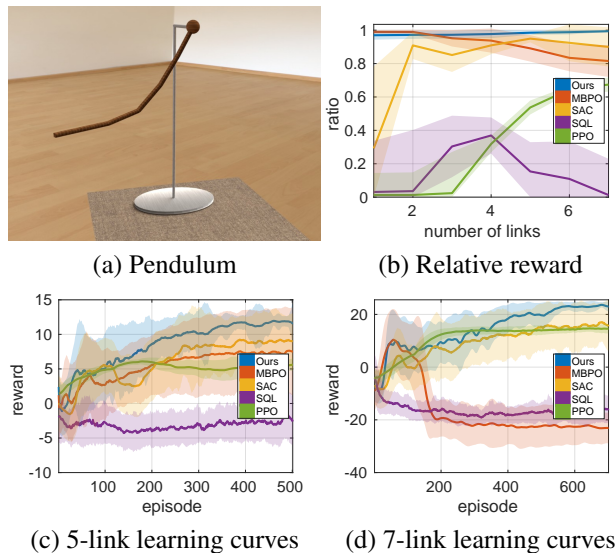 (a) Pendulum
1
0.8
0.6
0.4
0.2
0
ratio
2
4
6
number of links
Ours
MBPO
SAC
SQL
PPO
(b) Relative reward
15
10
5
0
-5
-10
reward
100
200
300
400
500
episode
Ours
MBPO
SAC
SQL
PPO
(c) 5-link learning curves
20
0
-20
-40
reward
200
400
600
episode
Ours
MBPO
SAC
SQL
PPO
(d) 7-link learning curves